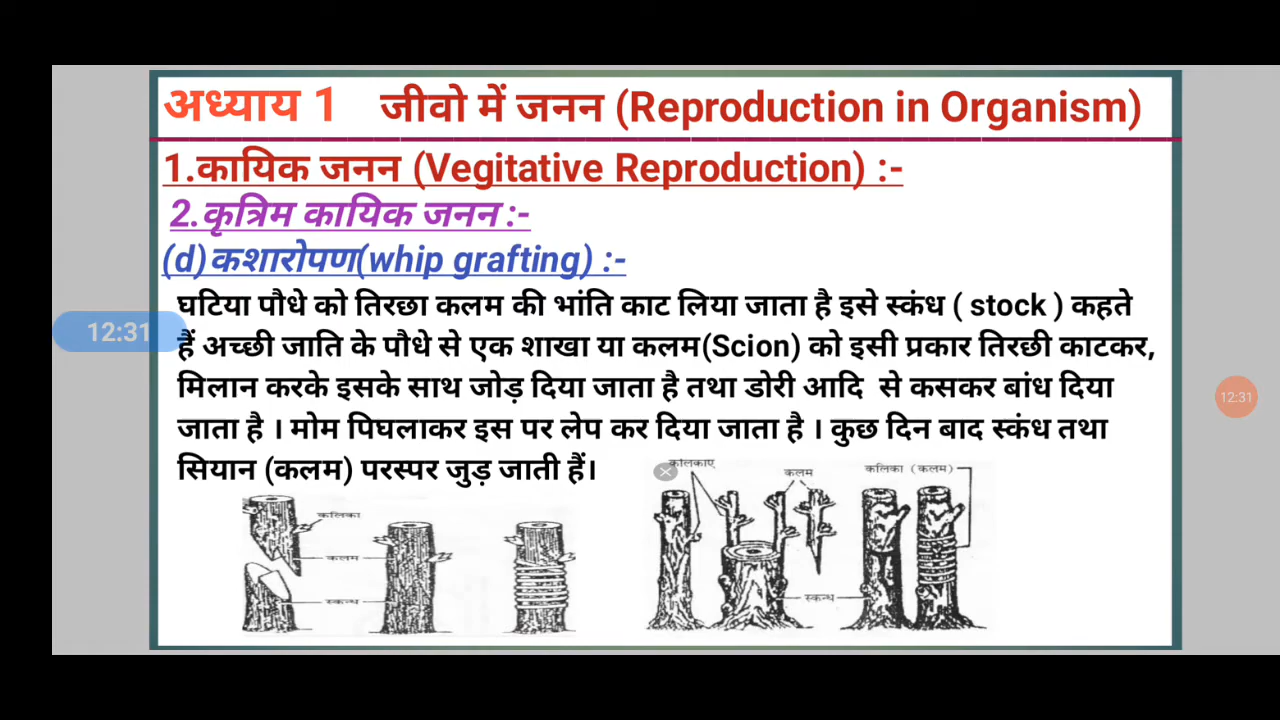 अध्याय 1 जीवो में जनन (Reproduction in Organism)
1.कायिक जनन (Vegitative Reproduction) :-
2.कृत्रिम कायिक जनन :-
(d)कशारोपण(whip grafting) :-
घटिया पौधे को तिरछा कलम की भांति काट लिया जाता है इसे स्कंध ( stock ) कहते
12:31
हैं अच्छी जाति के पौधे से एक शाखा या कलम(Scion) को इसी प्रकार तिरछी काटकर,
मिलान करके इसके साथ जोड़ दिया जाता है तथा डोरी आदि से कसकर बांध दिया
12:31
जाता है । मोम पिघलाकर इस पर लेप कर दिया जाता है । कुछ दिन बाद स्कंध तथा
सियान (कलम) परस्पर जुड़ जाती हैं।
कलिकाएँ
कलम
कलिका (कलम)
कलिका
कलम
स्कन्ध
स्कन्ध